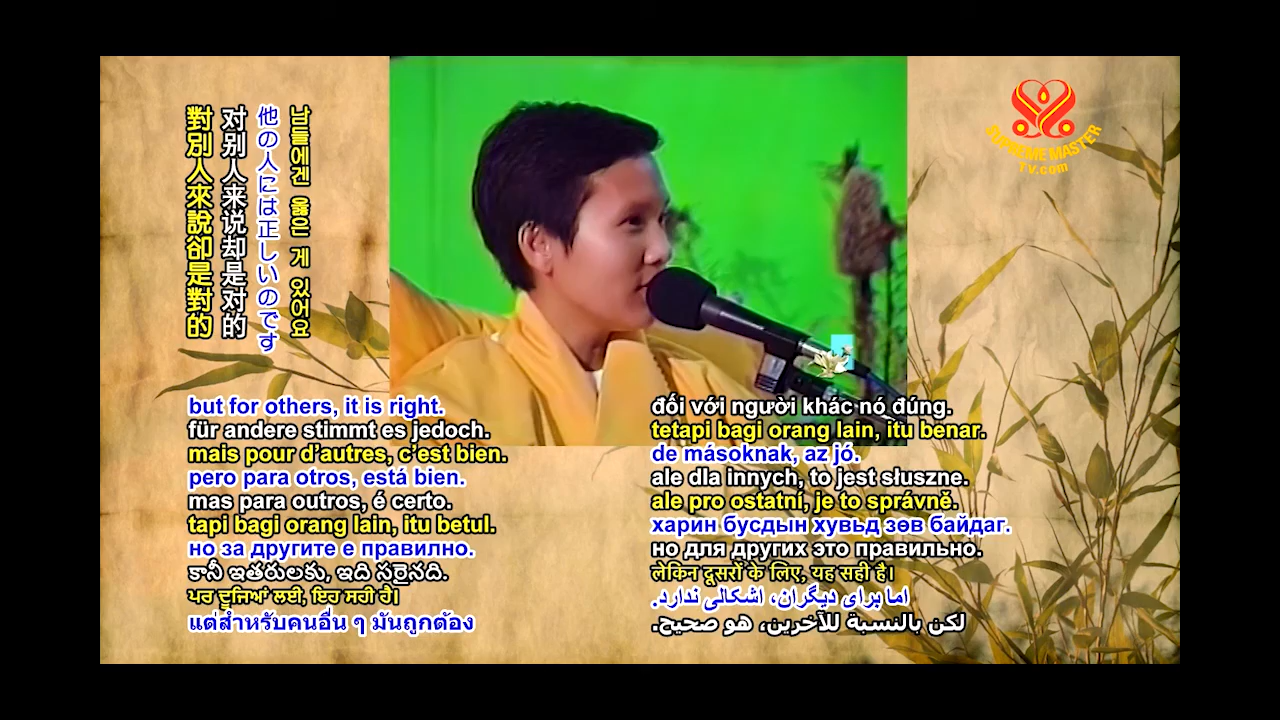 對別人來說卻是對的
对别人来说却是对的
他の人には正しいのです
남들에겐 옳은 게 있어요
SUPREME MASTER
TV.com
but for others, it is right.
für andere stimmt es jedoch.
mais pour d'autres, c'est bien.
pero para otros, está bien.
mas para outros, é certo.
tapi bagi orang lain, itu betul.
но за другите е правилно.
కానీ ఇతరులకు, ఇది సరైనది.
ਪਰ ਦੂਜਿਆਂ ਲਈ, ਇਹ ਸਹੀ ਹੈ।
แต่สำหรับคนอื่น ๆ มันถูกต้อง
đối với người khác nó đúng.
tetapi bagi orang lain, itu benar.
de másoknak, az jó.
ale dla innych, to jest słuszne.
ale pro ostatní, je to správně.
харин бусдын хувьд зөв байдаг.
но для других это правильно.
लेकिन दूसरों के लिए, यह सही है।
اما برای دیگران، اشکالی ندارد.
لكن بالنسبة للآخرين، هو صحيح.